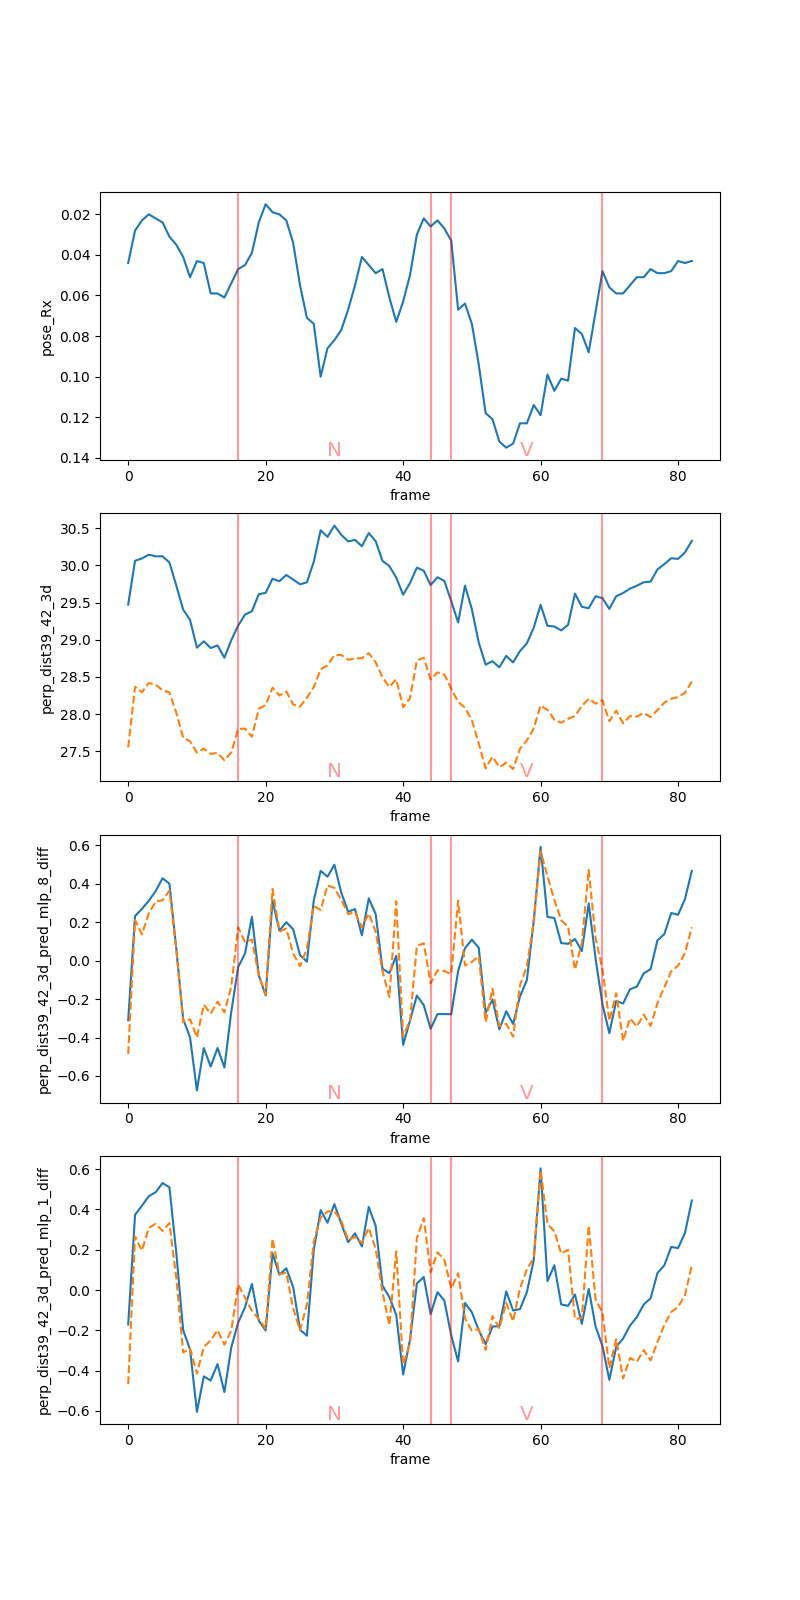 0.02
0.04
0.06
0.08
0.10
0.12
0.14
pose_Rx
N V
0 20 40 60 80
frame
30.5
30.0
29.5
29.0
28.5
28.0
27.5
perp_dist39_42_3d
N V
0 20 40 60 80
frame
0.6
0.4
0.2
0.0
−0.2
−0.4
−0.6
perp_dist39_42_3d_pred_mlp_8_diff
N V
0 20 40 60 80
frame
0.6
0.4
0.2
0.0
−0.2
−0.4
−0.6
perp_dist39_42_3d_pred_mlp_1_diff
N V
0 20 40 60 80
frame